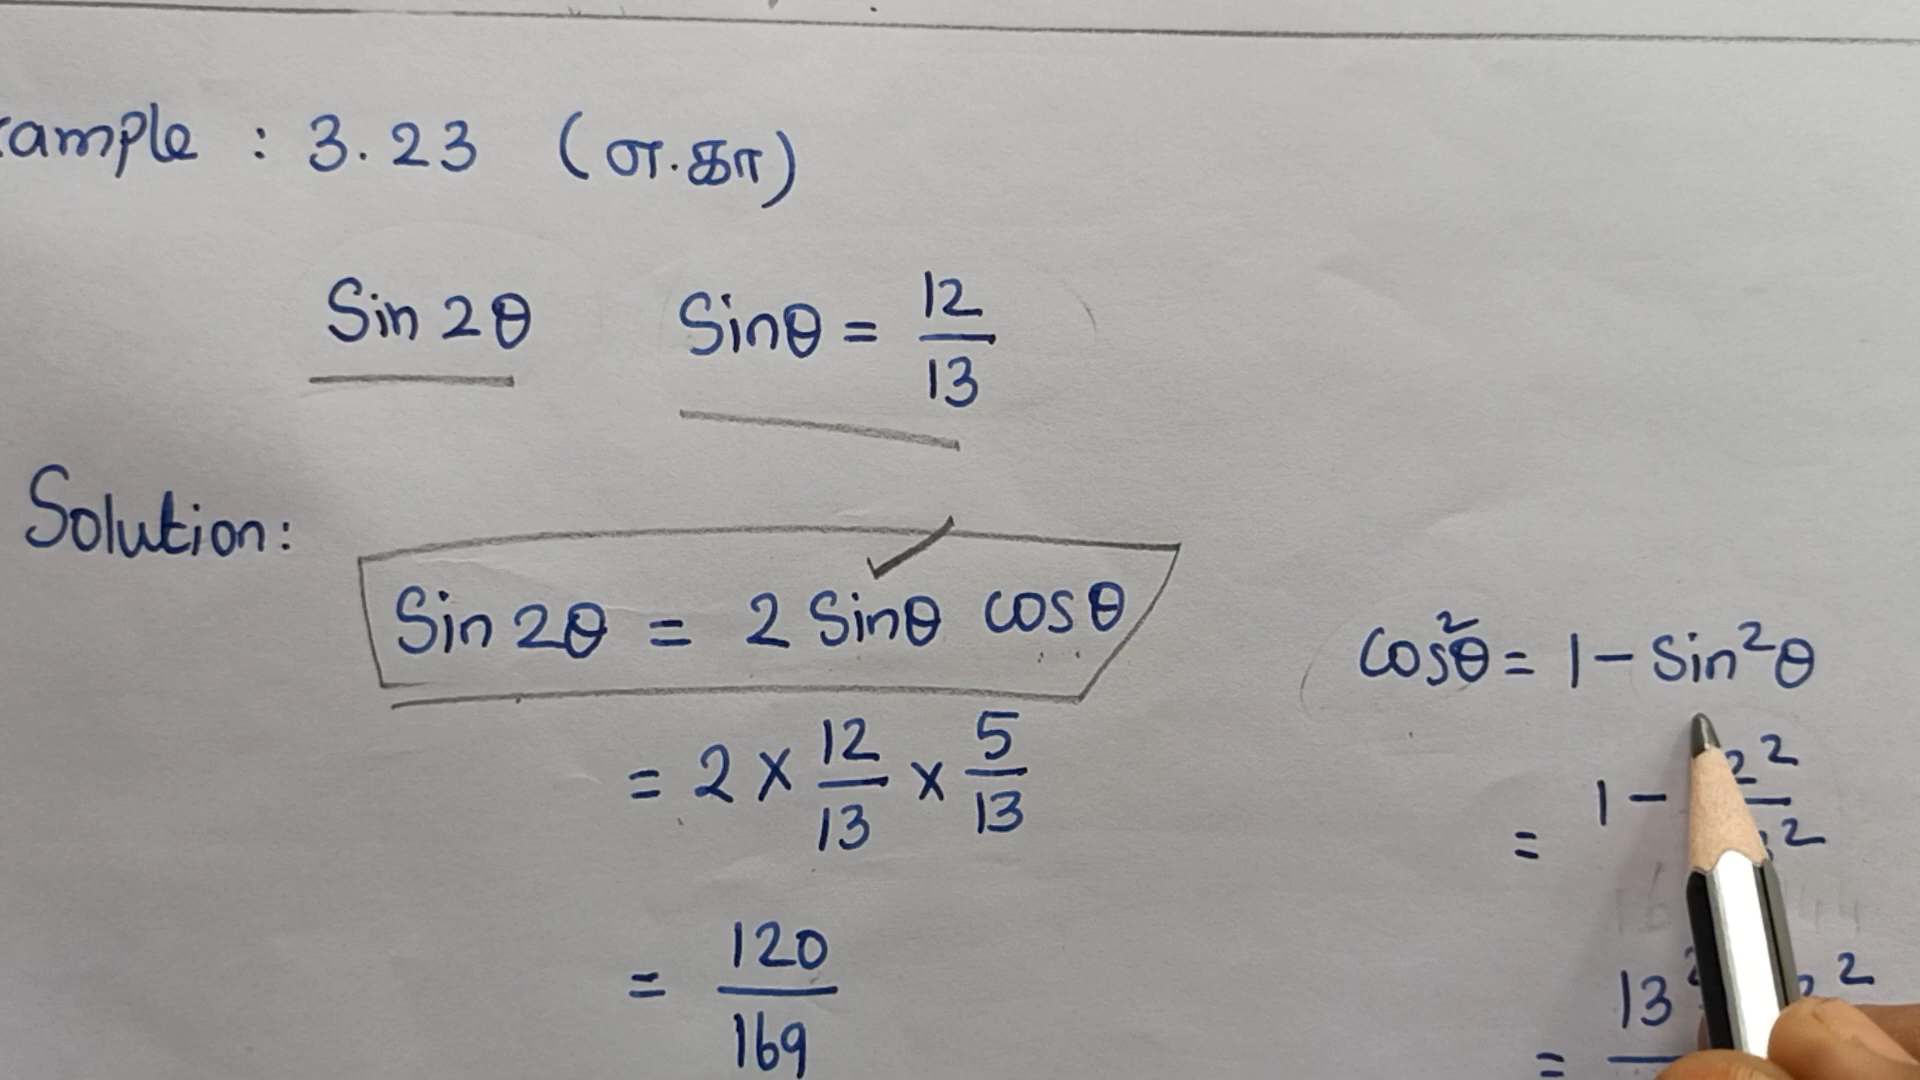 ample : 3.23 (எ.கா)
Sin 2θ Sinθ = 12/13
Solution:
Sin 2θ = 2 Sinθ cosθ
= 2 × 12/13 × 5/13
= 120/169
cos²θ = 1 - Sin²θ
= 1 -
= 13